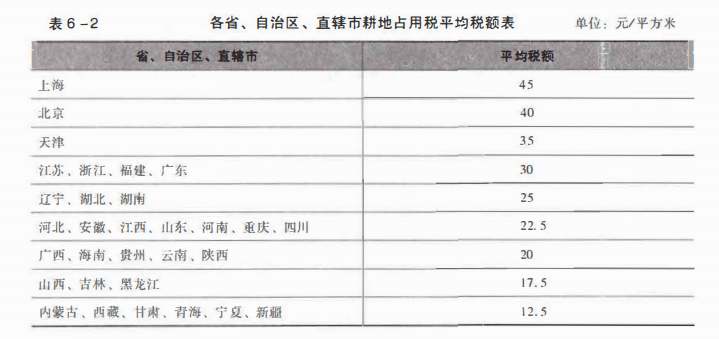 表6-2 各省、自治区、直辖市耕地占用税平均税额表 单位：元/平方米
省、自治区、直辖市 平均税额
上海 45
北京 40
天津 35
江苏、浙江、福建、广东 30
辽宁、湖北、湖南 25
河北、安徽、江西、山东、河南、重庆、四川 22.5
广西、海南、贵州、云南、陕西 20
山西、吉林、黑龙江 17.5
内蒙古、西藏、甘肃、青海、宁夏、新疆 12.5